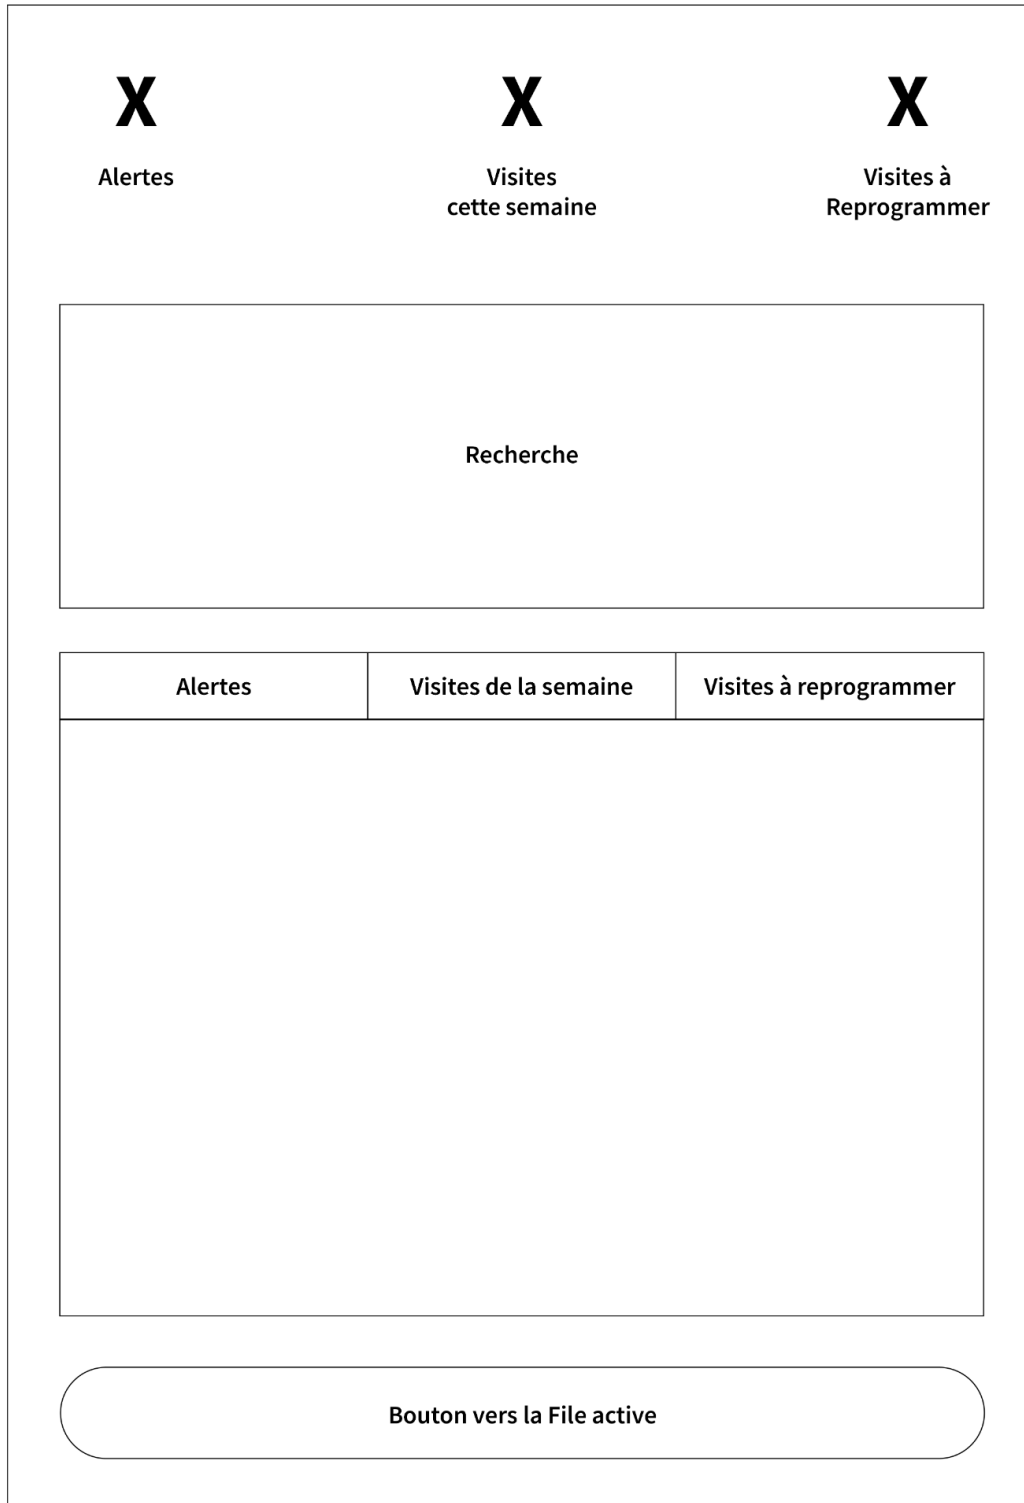 X X X
Alertes Visites Visites à
cette semaine Reprogrammer
Recherche
Alertes Visites de la semaine Visites à reprogrammer
Bouton vers la File active